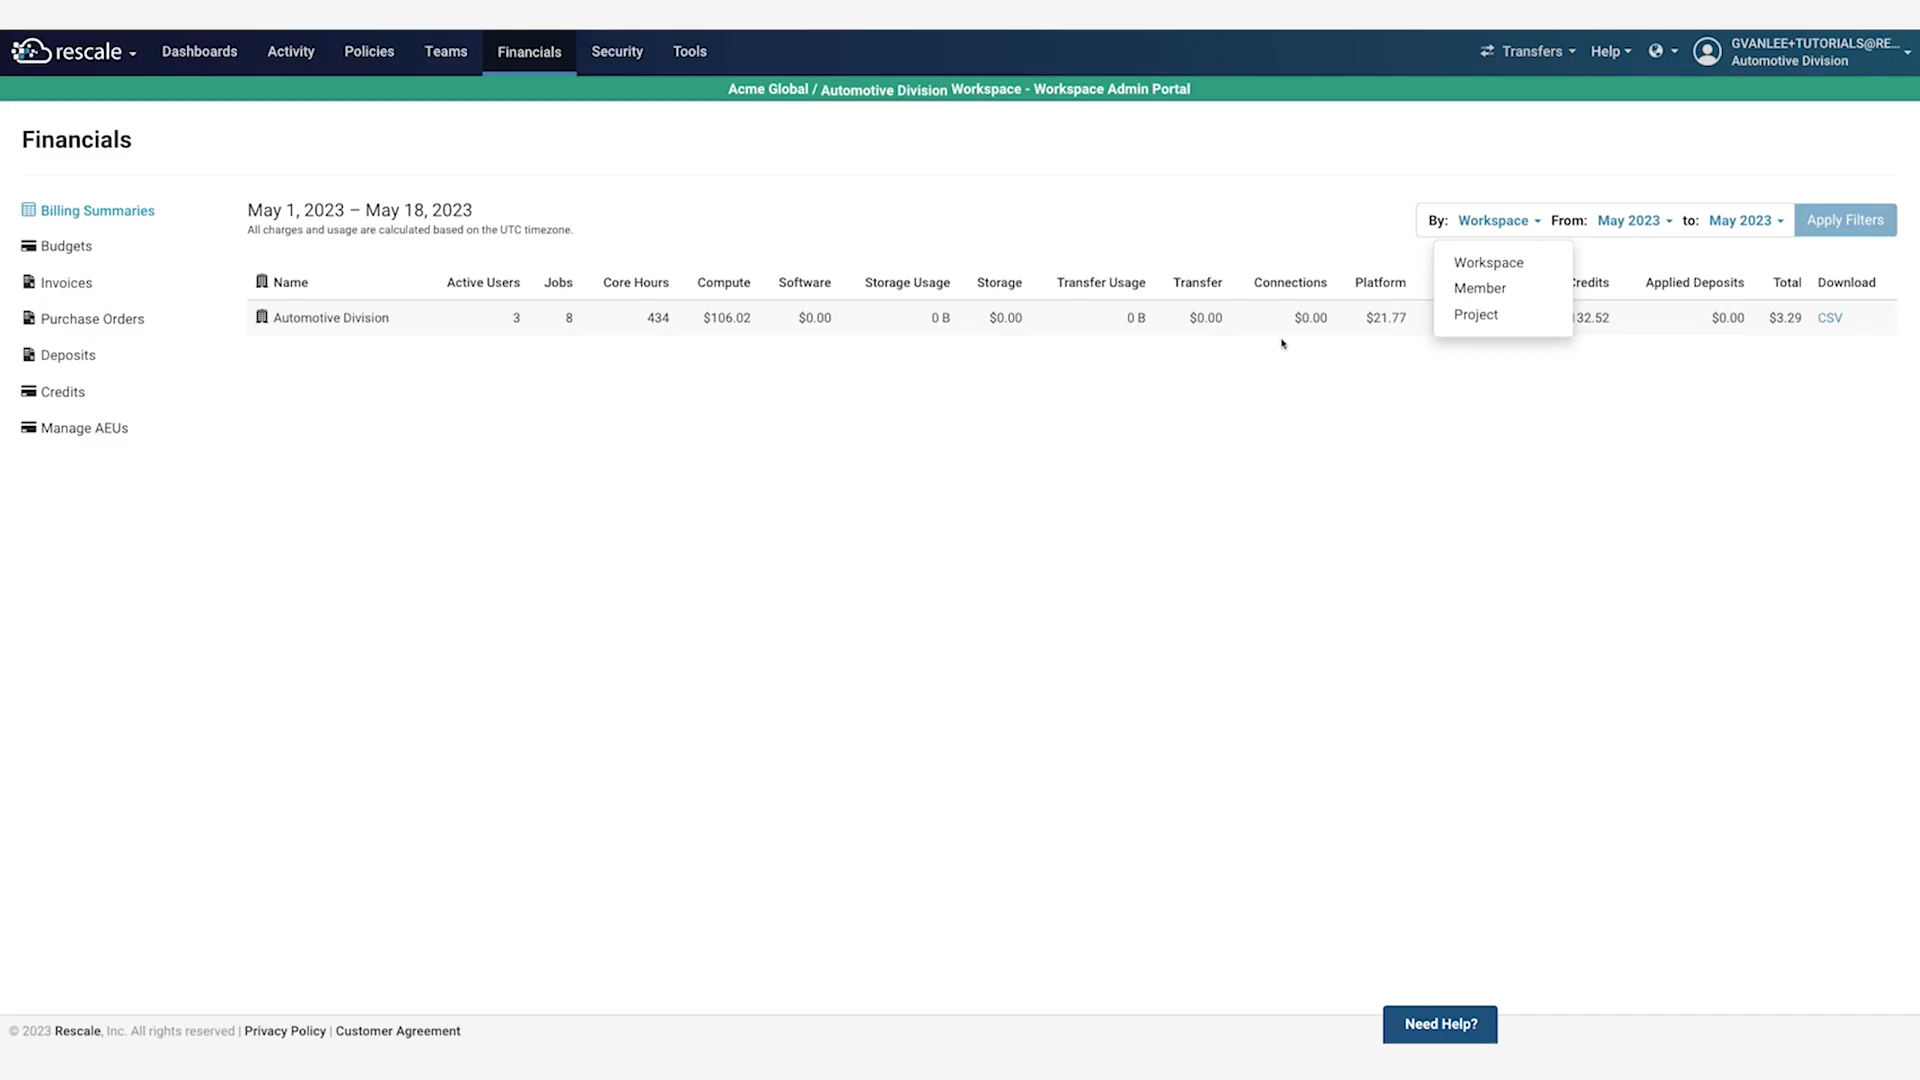 rescale
Dashboards Activity Policies Teams Financials Security Tools
Transfers Help
GVANLEE+TUTORIALS@RE...
Automotive Division
Acme Global / Automotive Division Workspace - Workspace Admin Portal
Financials
Billing Summaries
Budgets
Invoices
Purchase Orders
Deposits
Credits
Manage AEUs
May 1, 2023 – May 18, 2023
All charges and usage are calculated based on the UTC timezone.
By: Workspace From: May 2023 to: May 2023 Apply Filters
Workspace
Member
Project
Name Active Users Jobs Core Hours Compute Software Storage Usage Storage Transfer Usage Transfer Connections Platform Credits Applied Deposits Total Download
Automotive Division 3 8 434 $106.02 $0.00 0 B $0.00 0 B $0.00 $0.00 $21.77 32.52 $0.00 $3.29 CSV
© 2023 Rescale, Inc. All rights reserved | Privacy Policy | Customer Agreement
Need Help?